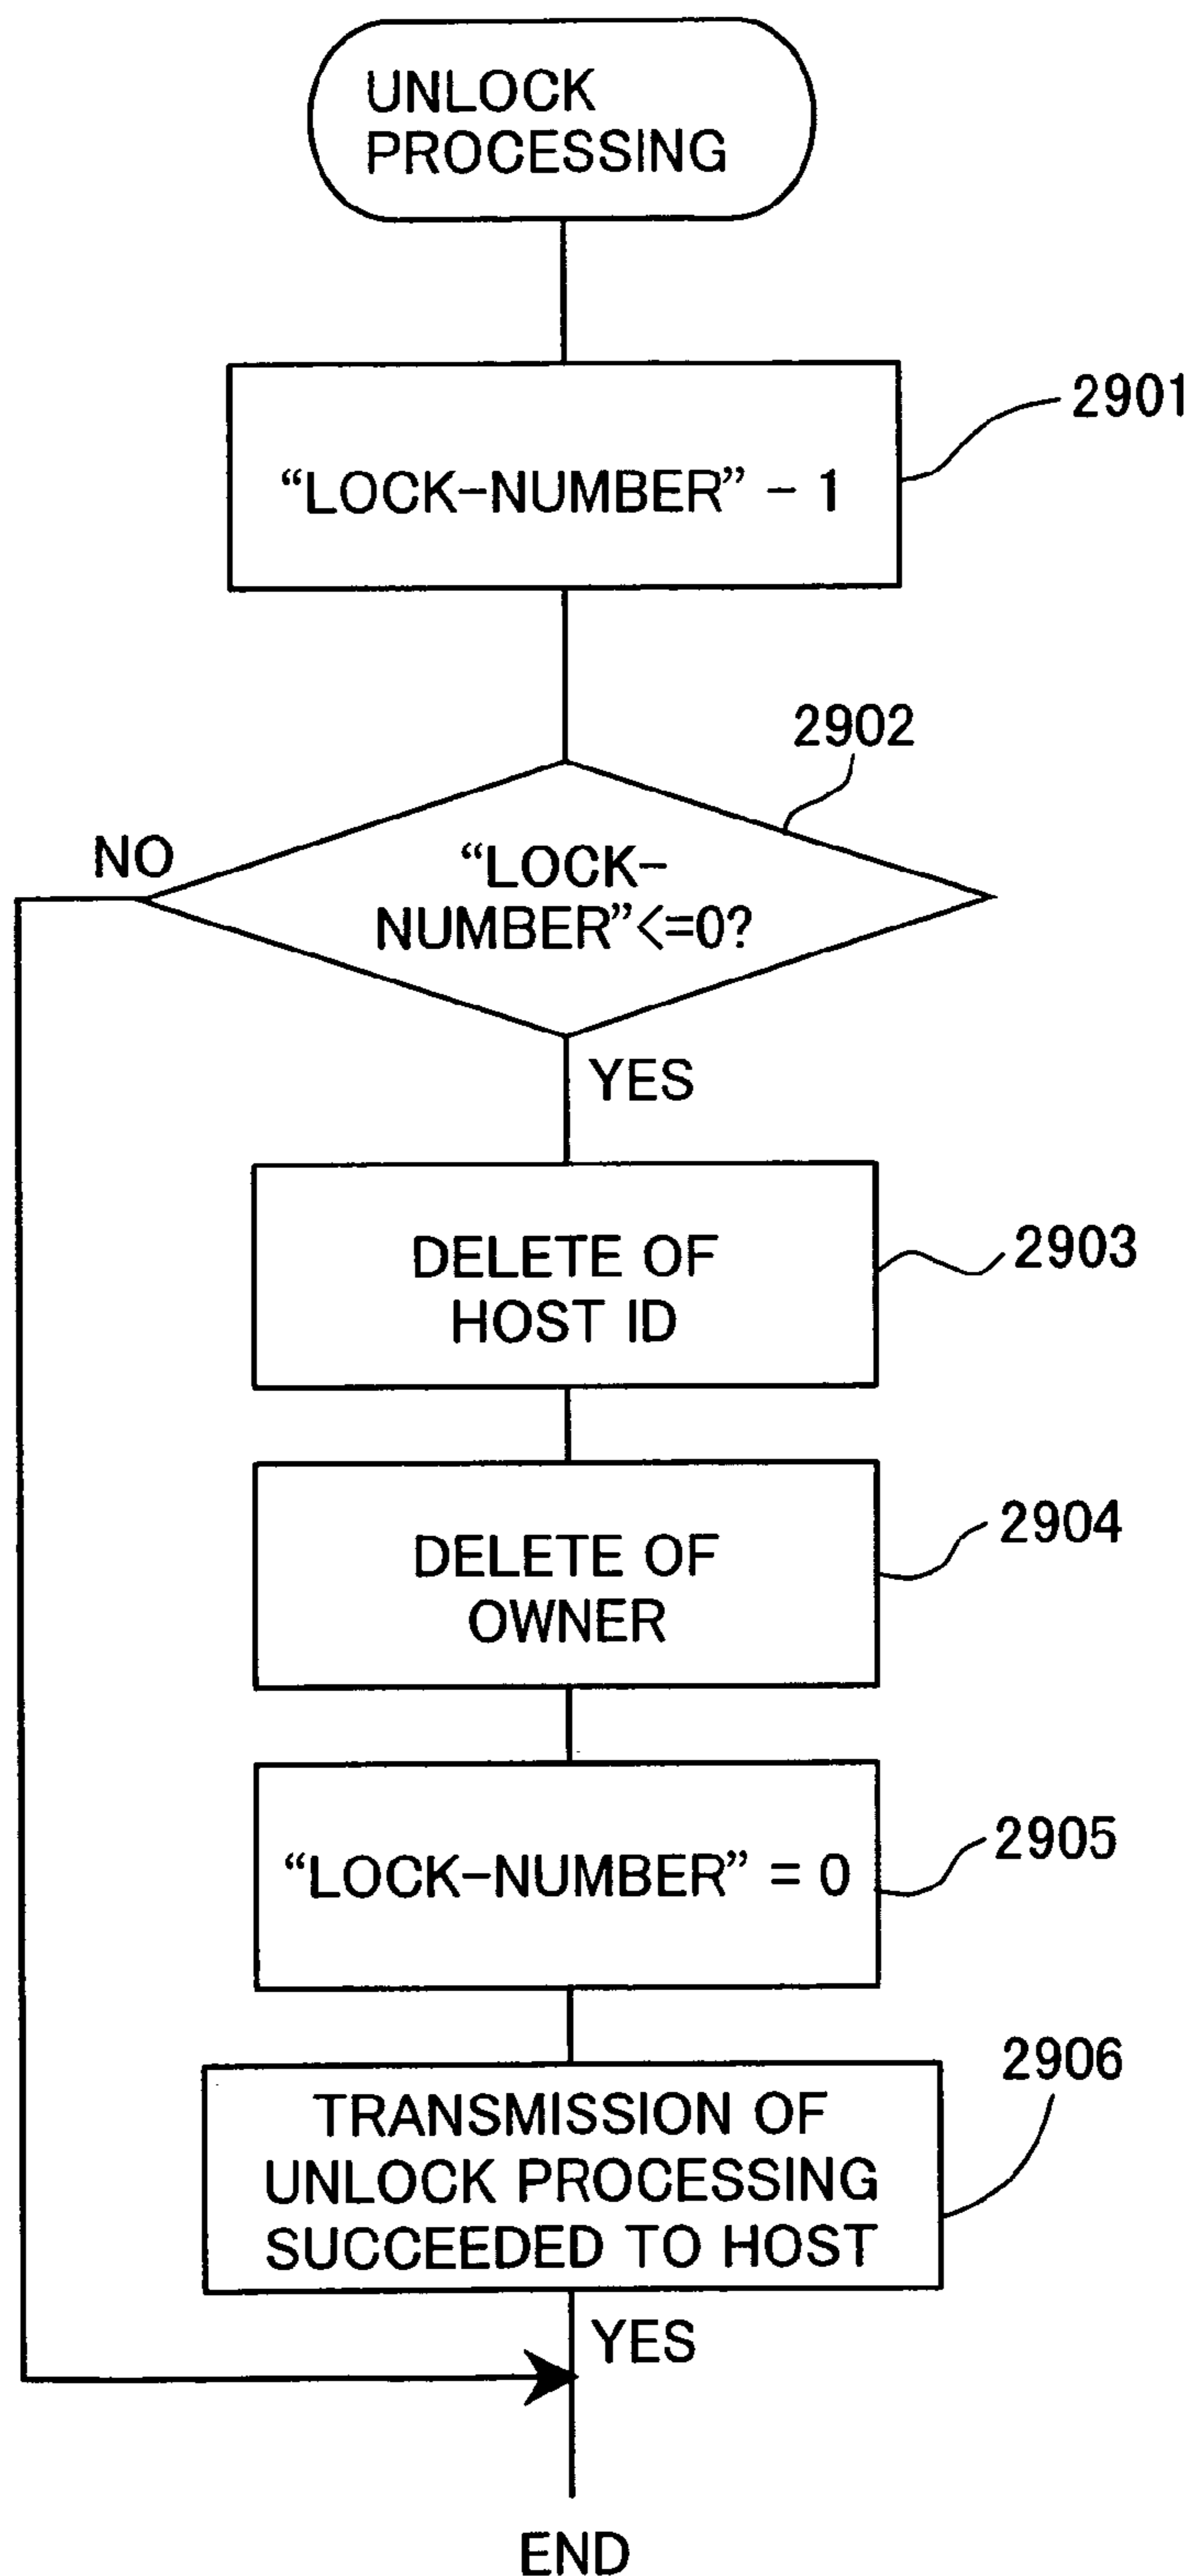 UNLOCK
PROCESSING
2901
“LOCK-NUMBER” - 1
2902
NO
“LOCK-
NUMBER”<=0?
YES
DELETE OF
HOST ID
2903
DELETE OF
OWNER
2904
“LOCK-NUMBER” = 0
2905
2906
TRANSMISSION OF
UNLOCK PROCESSING
SUCCEEDED TO HOST
YES
END